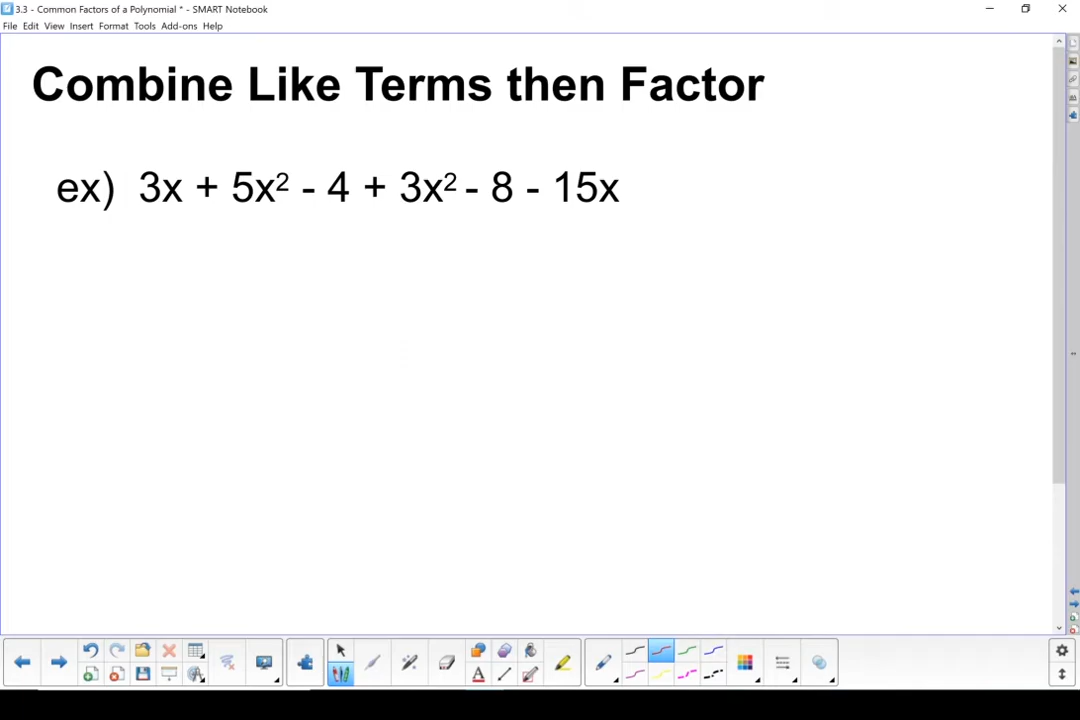 3.3 - Common Factors of a Polynomial * - SMART Notebook
File Edit View Insert Format Tools Add-ons Help
Combine Like Terms then Factor
ex) 3x + 5x² - 4 + 3x² - 8 - 15x